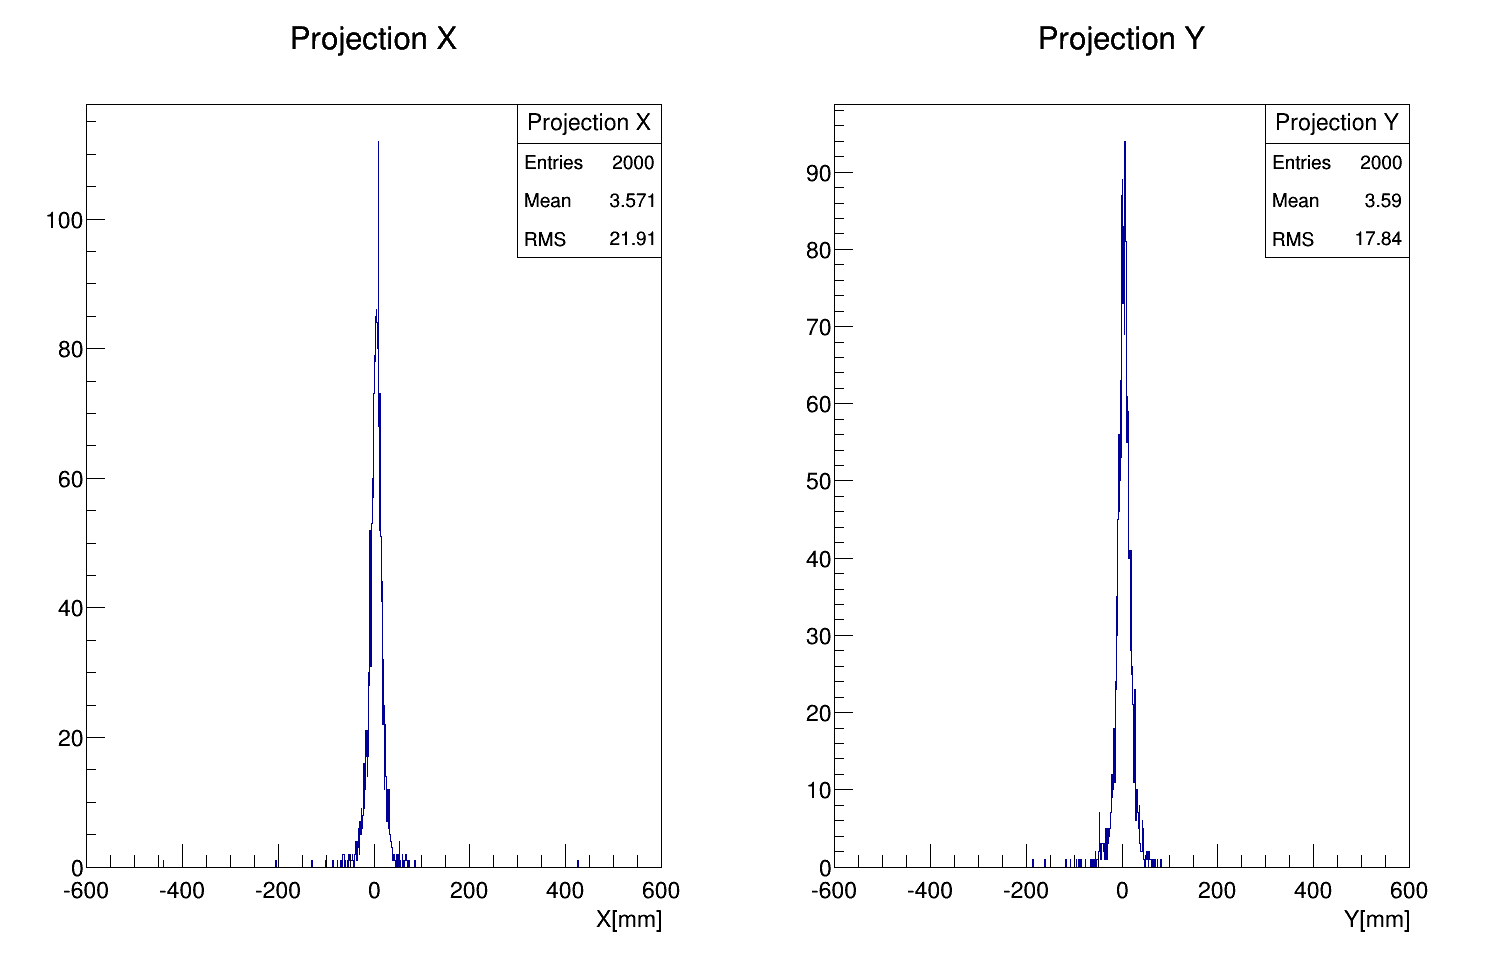 Projection X
Projection X
Entries 2000
Mean 3.571
RMS 21.91
100
80
60
40
20
0
-600 -400 -200 0 200 400 600
X[mm]
Projection Y
Projection Y
Entries 2000
Mean 3.59
RMS 17.84
90
80
70
60
50
40
30
20
10
0
-600 -400 -200 0 200 400 600
Y[mm]